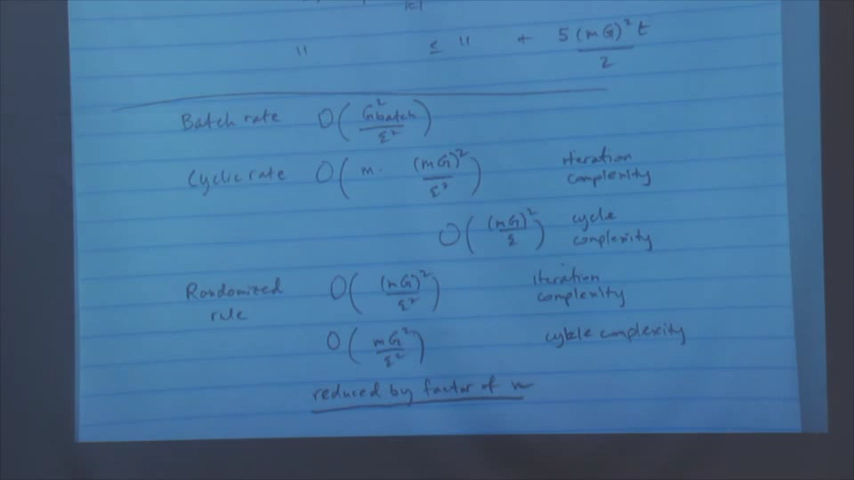 " ≤ " + 5(mG)²t / 2
Batch rate O( G²batch / ε² )
Cyclic rate O( m · (mG)² / ε² ) iteration complexity
O( (mG)² / ε ) cycle complexity
Randomized rule O( (mG)² / ε² ) iteration complexity
O( mG² / ε² ) cycle complexity
reduced by factor of m